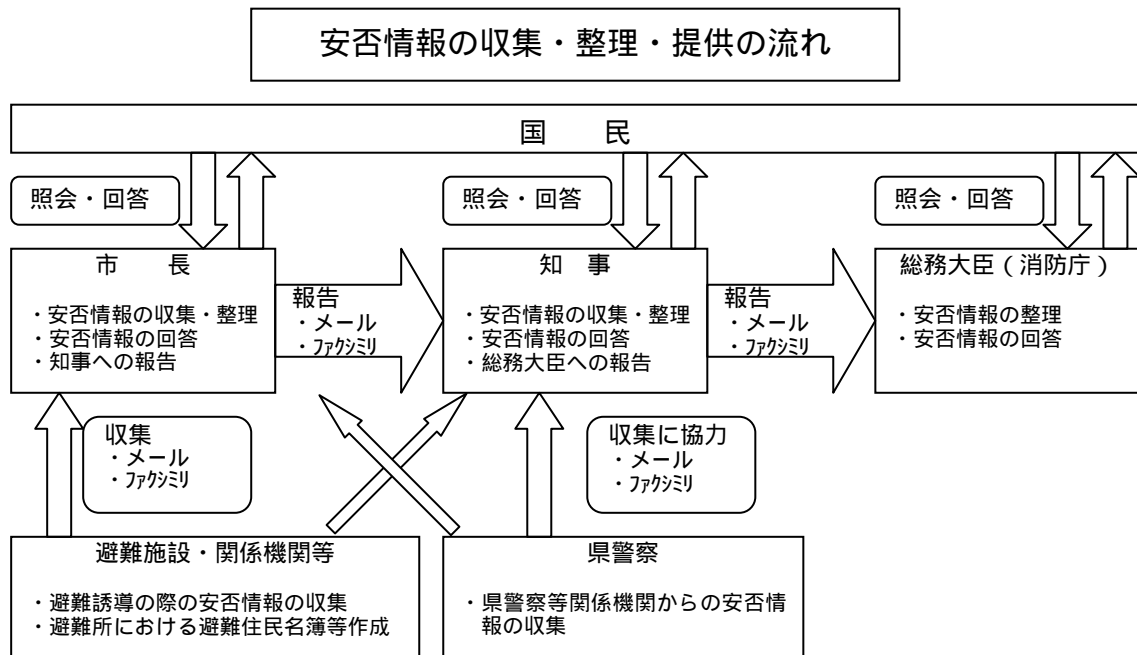 安否情報の収集・整理・提供の流れ
国　　民
照会・回答
照会・回答
照会・回答
市　　長
・安否情報の収集・整理
・安否情報の回答
・知事への報告
報告
・メール
・ﾌｧｸｼﾐﾘ
知　事
・安否情報の収集・整理
・安否情報の回答
・総務大臣への報告
報告
・メール
・ﾌｧｸｼﾐﾘ
総務大臣（消防庁）
・安否情報の整理
・安否情報の回答
収集
・メール
・ﾌｧｸｼﾐﾘ
収集に協力
・メール
・ﾌｧｸｼﾐﾘ
避難施設・関係機関等
・避難誘導の際の安否情報の収集
・避難所における避難住民名簿等作成
県警察
・県警察等関係機関からの安否情
報の収集